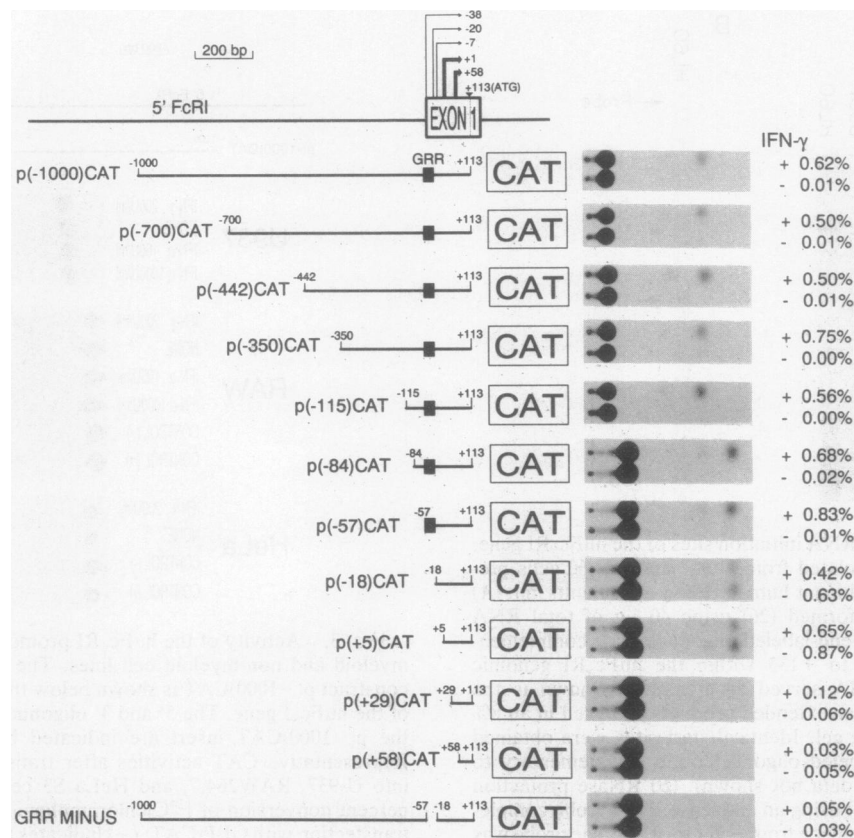 -38
-20
-7
+1
+58
+113(ATG)
200 bp
5' FcRI
EXON 1
IFN-γ
p(-1000)CAT -1000 GRR +113 CAT + 0.62%
- 0.01%
p(-700)CAT -700 +113 CAT + 0.50%
- 0.01%
p(-442)CAT -442 +113 CAT + 0.50%
- 0.01%
p(-350)CAT -350 +113 CAT + 0.75%
- 0.00%
p(-115)CAT -115 +113 CAT + 0.56%
- 0.00%
p(-84)CAT -84 +113 CAT + 0.68%
- 0.02%
p(-57)CAT -57 +113 CAT + 0.83%
- 0.01%
p(-18)CAT -18 +113 CAT + 0.42%
- 0.63%
p(+5)CAT +5 +113 CAT + 0.69%
- 0.87%
p(+29)CAT +29 +113 CAT + 0.12%
- 0.06%
p(+58)CAT +58 +113 CAT + 0.03%
- 0.05%
GRR MINUS -1000 -57 -18 +113 CAT + 0.05%
- 0.03%